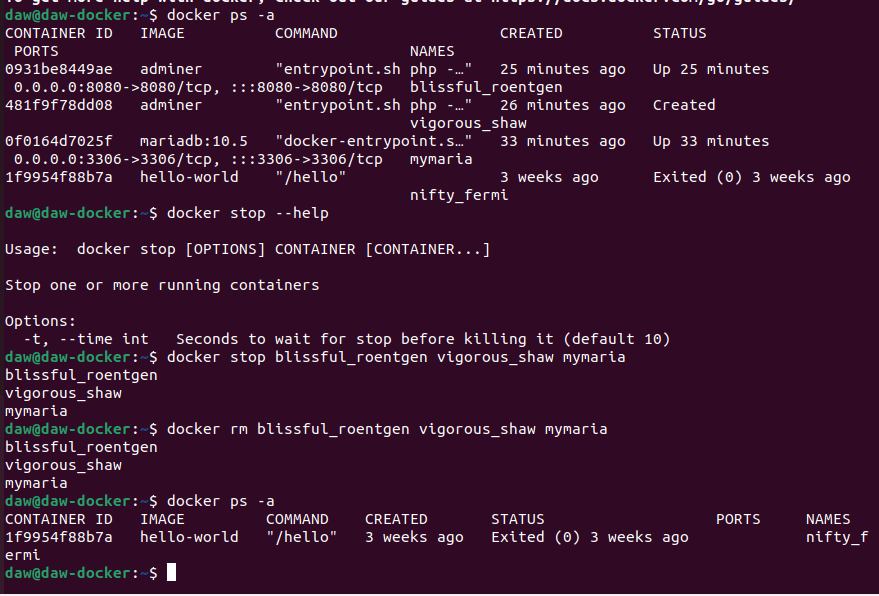 daw@daw-docker:~$ docker ps -a
CONTAINER ID   IMAGE          COMMAND                  CREATED          STATUS
 PORTS                                       NAMES
0931be8449ae   adminer        "entrypoint.sh php -…"   25 minutes ago   Up 25 minutes
 0.0.0.0:8080->8080/tcp, :::8080->8080/tcp   blissful_roentgen
481f9f78dd08   adminer        "entrypoint.sh php -…"   26 minutes ago   Created
                                             vigorous_shaw
0f0164d7025f   mariadb:10.5   "docker-entrypoint.s…"   33 minutes ago   Up 33 minutes
 0.0.0.0:3306->3306/tcp, :::3306->3306/tcp   mymaria
1f9954f88b7a   hello-world    "/hello"                 3 weeks ago      Exited (0) 3 weeks ago
                                             nifty_fermi
daw@daw-docker:~$ docker stop --help

Usage:  docker stop [OPTIONS] CONTAINER [CONTAINER...]

Stop one or more running containers

Options:
  -t, --time int   Seconds to wait for stop before killing it (default 10)
daw@daw-docker:~$ docker stop blissful_roentgen vigorous_shaw mymaria
blissful_roentgen
vigorous_shaw
mymaria
daw@daw-docker:~$ docker rm blissful_roentgen vigorous_shaw mymaria
blissful_roentgen
vigorous_shaw
mymaria
daw@daw-docker:~$ docker ps -a
CONTAINER ID   IMAGE         COMMAND    CREATED       STATUS                   PORTS     NAMES
1f9954f88b7a   hello-world   "/hello"   3 weeks ago   Exited (0) 3 weeks ago             nifty_f
ermi
daw@daw-docker:~$